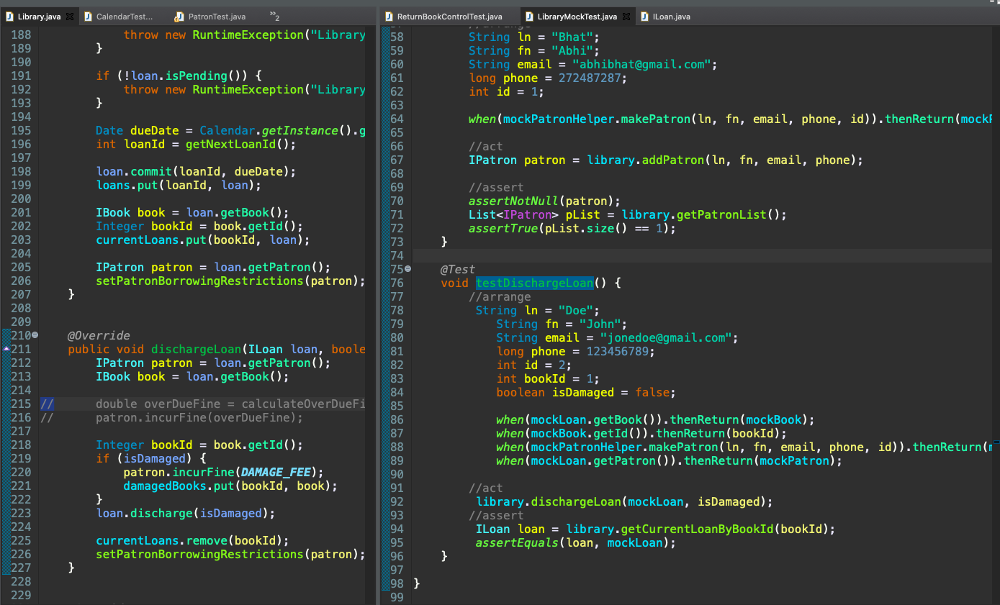 Library.java
CalendarTest...
PatronTest.java
»2
188 throw new RuntimeException("Library
189 }
190
191 if (!loan.isPending()) {
192 throw new RuntimeException("Library
193 }
194
195 Date dueDate = Calendar.getInstance().g
196 int loanId = getNextLoanId();
197
198 loan.commit(loanId, dueDate);
199 loans.put(loanId, loan);
200
201 IBook book = loan.getBook();
202 Integer bookId = book.getId();
203 currentLoans.put(bookId, loan);
204
205 IPatron patron = loan.getPatron();
206 setPatronBorrowingRestrictions(patron);
207 }
208
209
210 @Override
211 public void dischargeLoan(ILoan loan, boole
212 IPatron patron = loan.getPatron();
213 IBook book = loan.getBook();
214
215 // double overDueFine = calculateOverDueFi
216 // patron.incurFine(overDueFine);
217
218 Integer bookId = book.getId();
219 if (isDamaged) {
220 patron.incurFine(DAMAGE_FEE);
221 damagedBooks.put(bookId, book);
222 }
223 loan.discharge(isDamaged);
224
225 currentLoans.remove(bookId);
226 setPatronBorrowingRestrictions(patron);
227 }
228
229
ReturnBookControlTest.java
LibraryMockTest.java
ILoan.java
//arrange
58 String ln = "Bhat";
59 String fn = "Abhi";
60 String email = "abhibhat@gmail.com";
61 long phone = 272487287;
62 int id = 1;
63
64 when(mockPatronHelper.makePatron(ln, fn, email, phone, id)).thenReturn(mockP
65
66 //act
67 IPatron patron = library.addPatron(ln, fn, email, phone);
68
69 //assert
70 assertNotNull(patron);
71 List<IPatron> pList = library.getPatronList();
72 assertTrue(pList.size() == 1);
73 }
74
75 @Test
76 void testDischargeLoan() {
77 //arrange
78 String ln = "Doe";
79 String fn = "John";
80 String email = "jonedoe@gmail.com";
81 long phone = 123456789;
82 int id = 2;
83 int bookId = 1;
84 boolean isDamaged = false;
85
86 when(mockLoan.getBook()).thenReturn(mockBook);
87 when(mockBook.getId()).thenReturn(bookId);
88 when(mockPatronHelper.makePatron(ln, fn, email, phone, id)).thenReturn(m
89 when(mockLoan.getPatron()).thenReturn(mockPatron);
90
91 //act
92 library.dischargeLoan(mockLoan, isDamaged);
93 //assert
94 ILoan loan = library.getCurrentLoanByBookId(bookId);
95 assertEquals(loan, mockLoan);
96 }
97
98 }
99